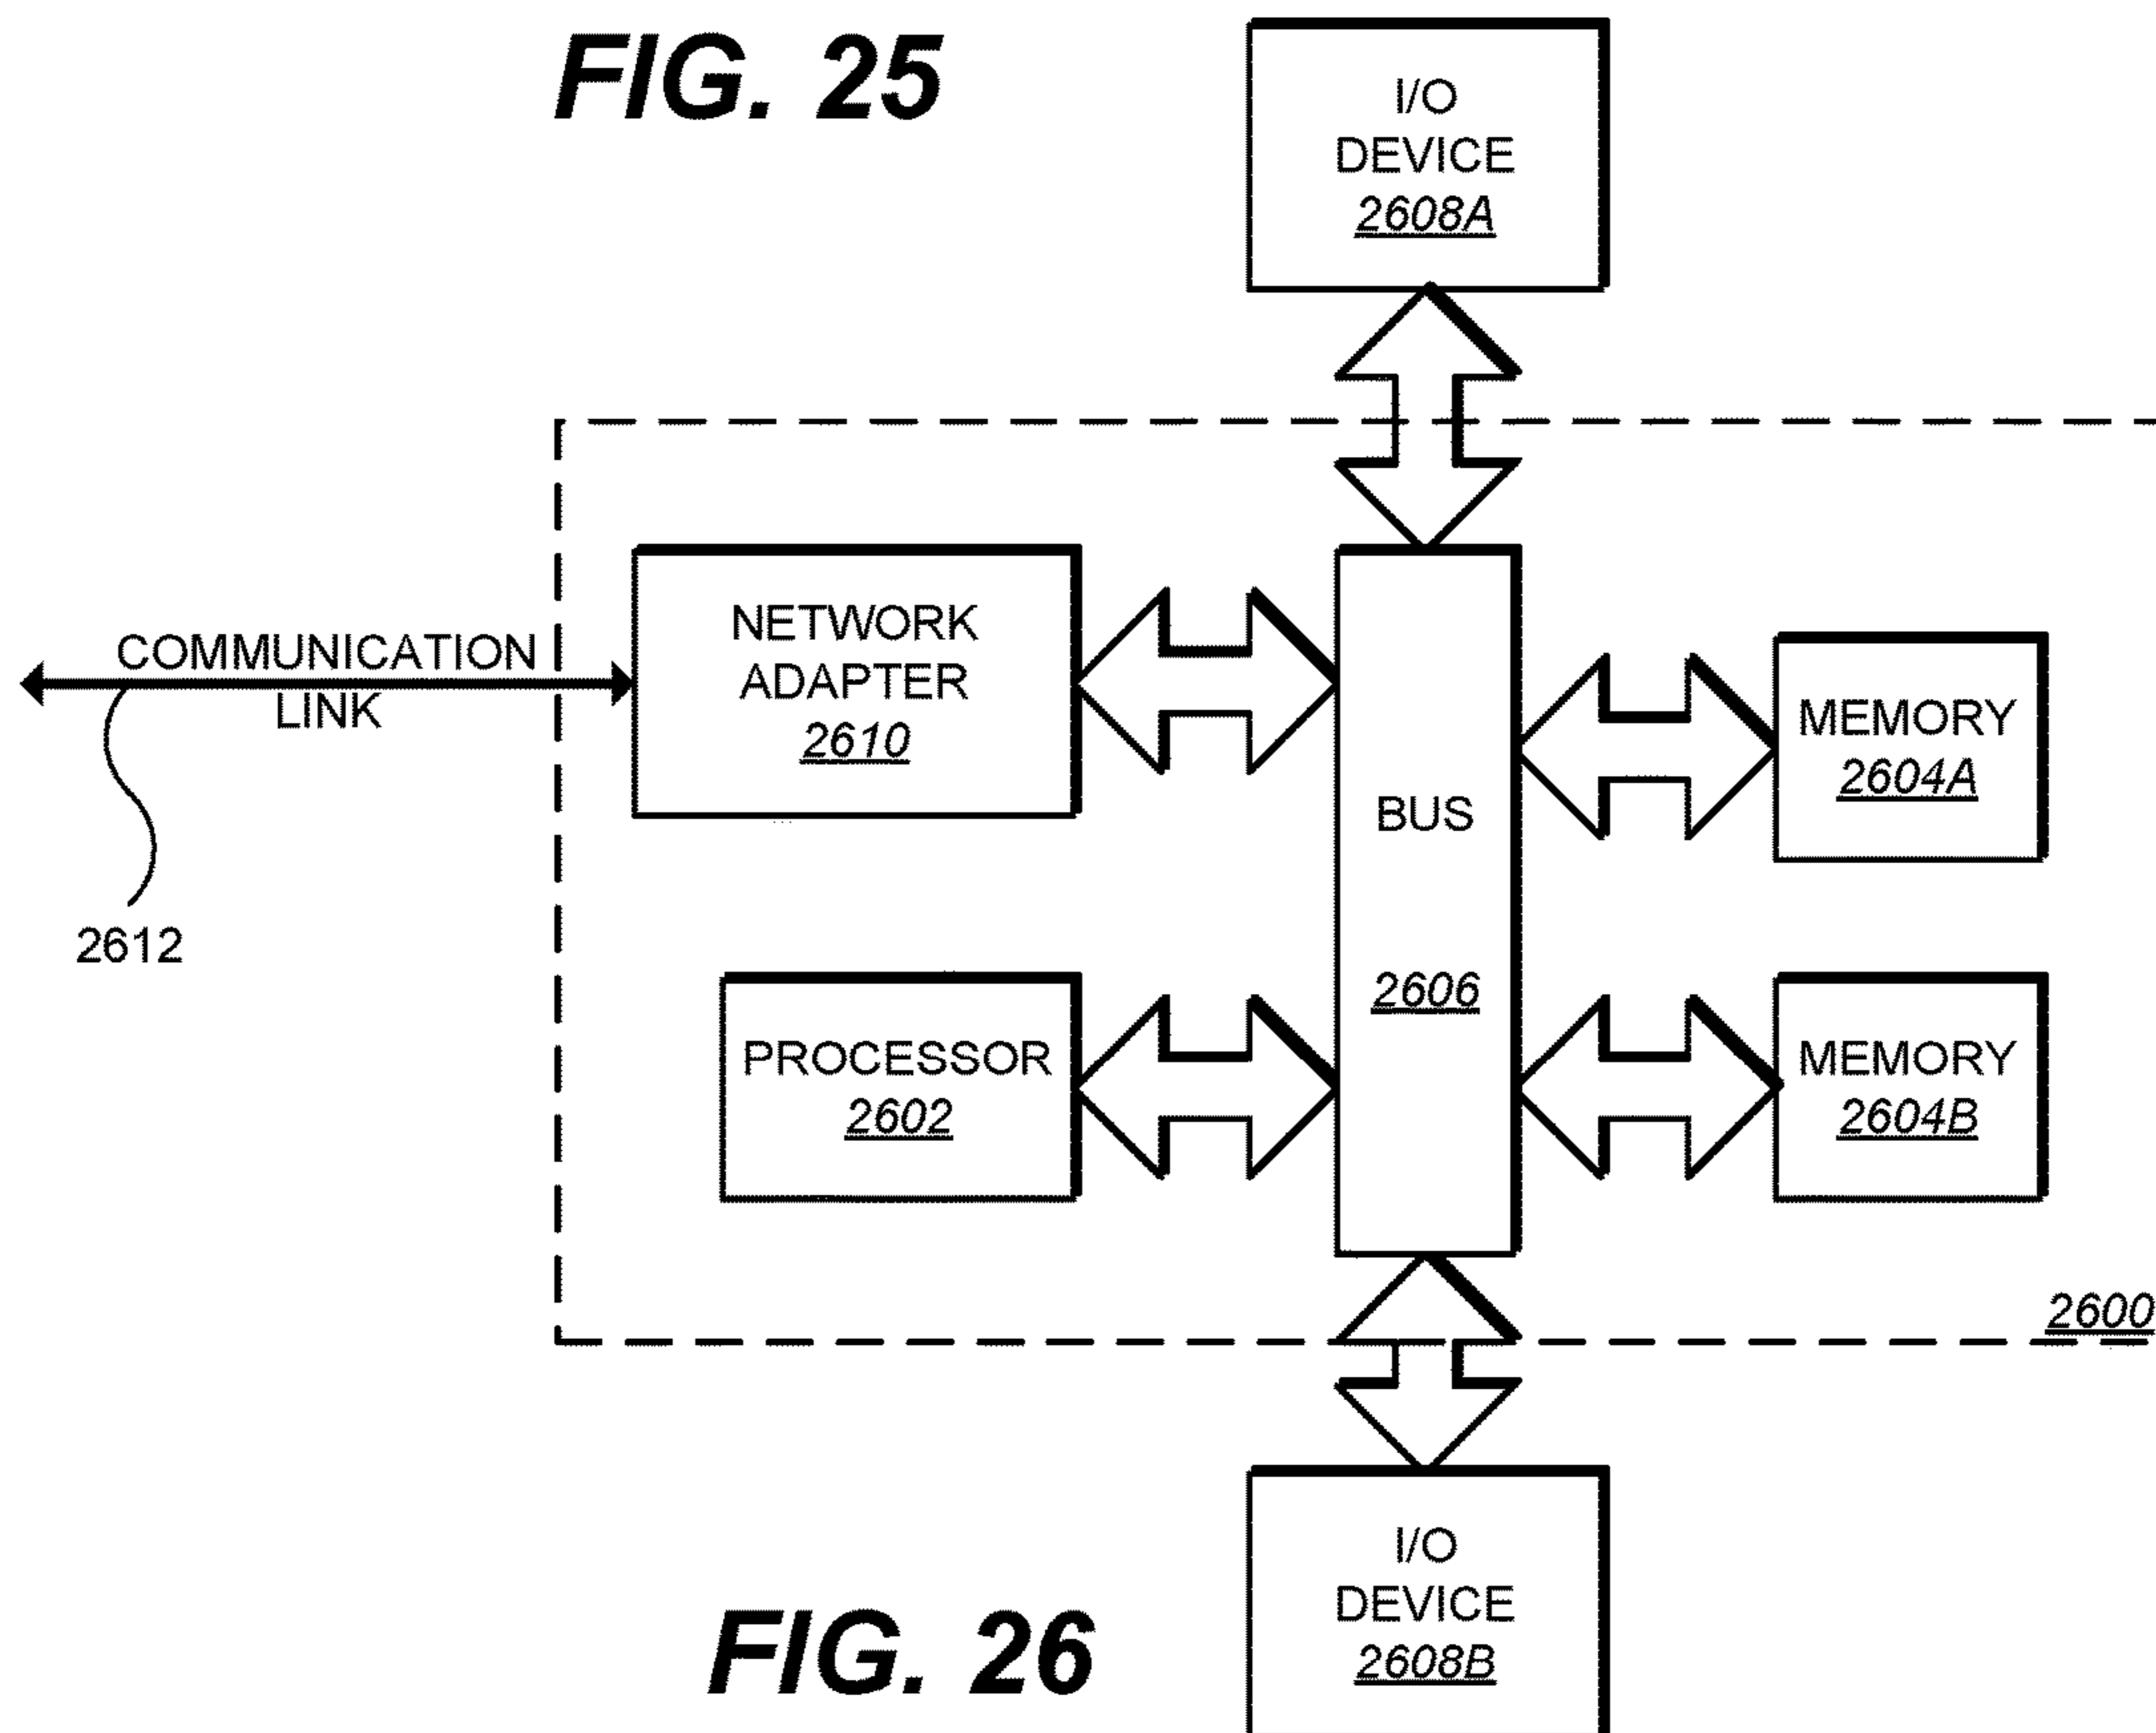 FIG. 25
I/O
DEVICE
2608A
COMMUNICATION
LINK
2612
NETWORK
ADAPTER
2610
BUS
2606
MEMORY
2604A
PROCESSOR
2602
MEMORY
2604B
2600
I/O
DEVICE
2608B
FIG. 26